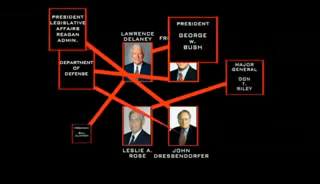 PRESIDENT
LEGISLATIVE
AFFAIRS
REAGAN
ADMIN.
LAWRENCE
DELANEY
PRESIDENT
GEORGE
W.
BUSH
DEPARTMENT
OF
DEFENSE
MAJOR
GENERAL
DON
T.
RILEY
LESLIE A.
ROSE
JOHN
DRESSENDORFER